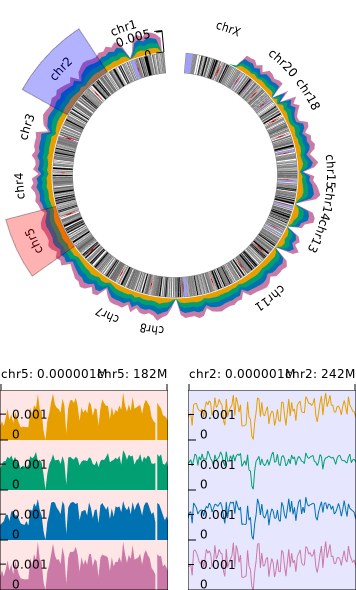 chr1
chrX
0.005
0
chr2
chr20
chr18
chr3
chr4
chr15
chr14
chr13
chr5
chr11
chr7
chr8
chr5: 0.000001M
chr5: 182M
chr2: 0.000001M
chr2: 242M
0.001
0.001
0
0
0.001
0.001
0
0
0.001
0.001
0
0
0.001
0.001
0
0